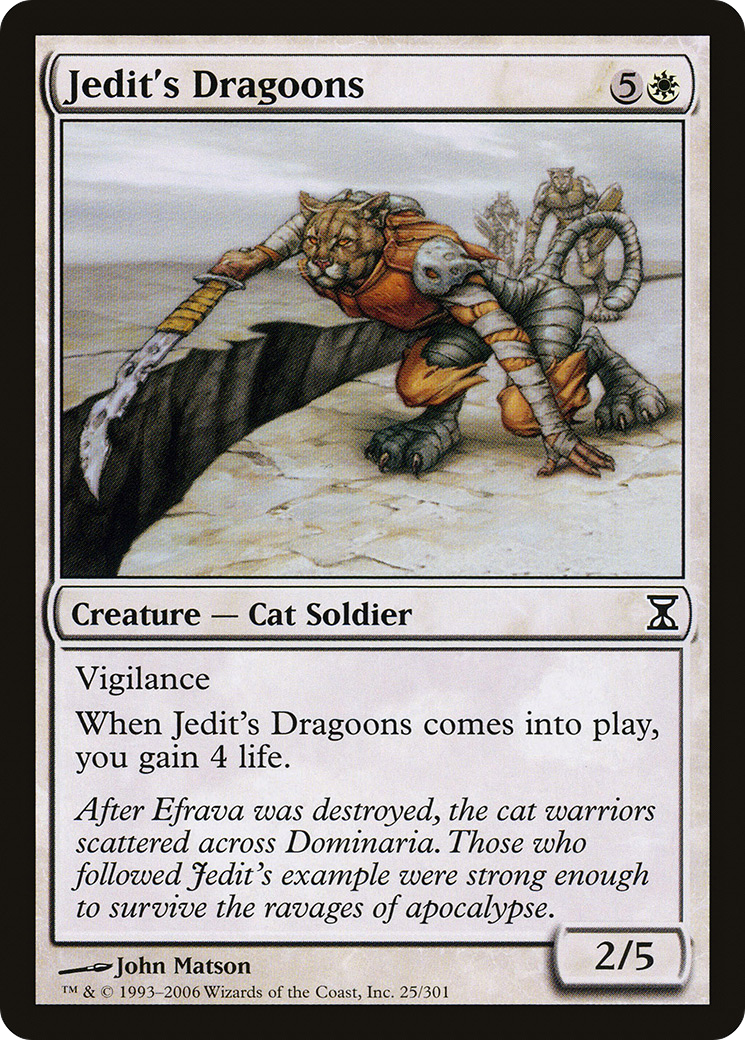 Jedit's Dragoons 5
Creature — Cat Soldier
Vigilance
When Jedit's Dragoons comes into play,
you gain 4 life.
After Efrava was destroyed, the cat warriors
scattered across Dominaria. Those who
followed Jedit's example were strong enough
to survive the ravages of apocalypse.
2/5
John Matson
™ & © 1993–2006 Wizards of the Coast, Inc. 25/301